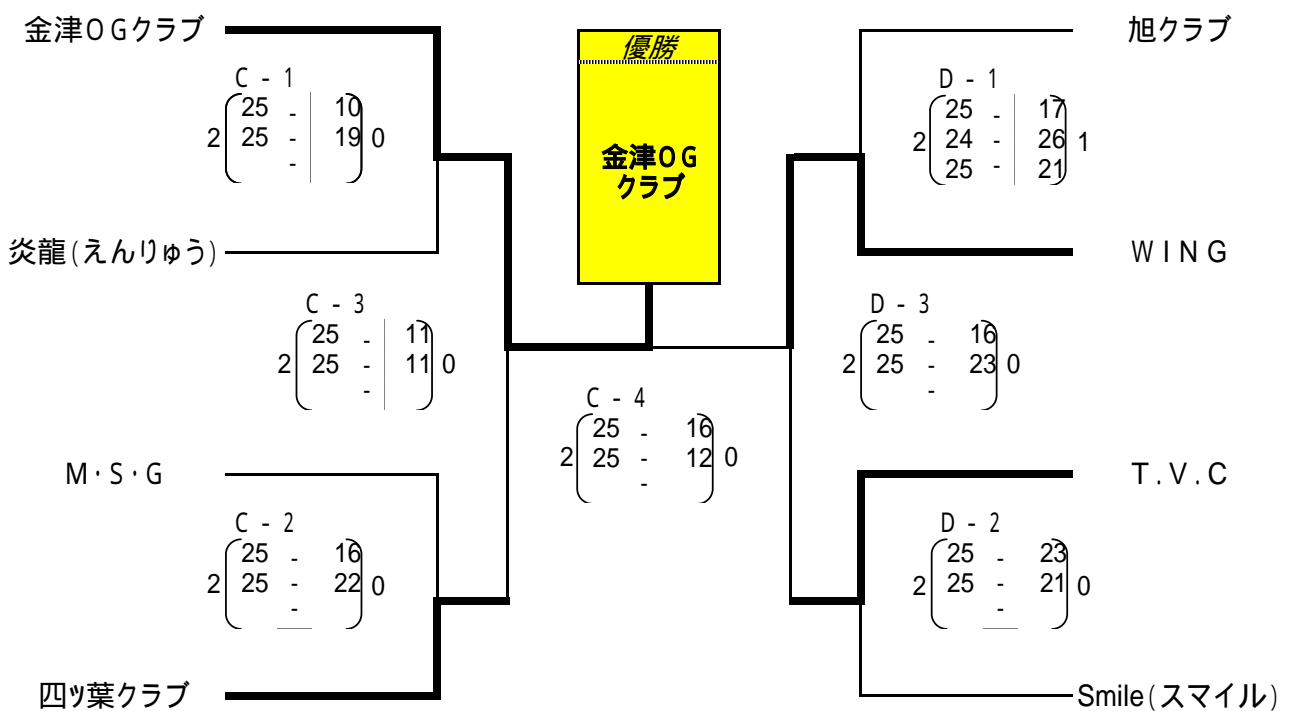 金津OGクラブ
優勝
旭クラブ
C - 1
25 - 10
2 25 - 19 0
-
金津OG
クラブ
D - 1
25 - 17
2 24 - 26 1
25 - 21
炎龍(えんりゅう)
WING
C - 3
25 - 11
2 25 - 11 0
-
D - 3
25 - 16
2 25 - 23 0
-
C - 4
25 - 16
2 25 - 12 0
-
M・S・G
T.V.C
C - 2
25 - 16
2 25 - 22 0
-
D - 2
25 - 23
2 25 - 21 0
-
四ツ葉クラブ
Smile(スマイル)